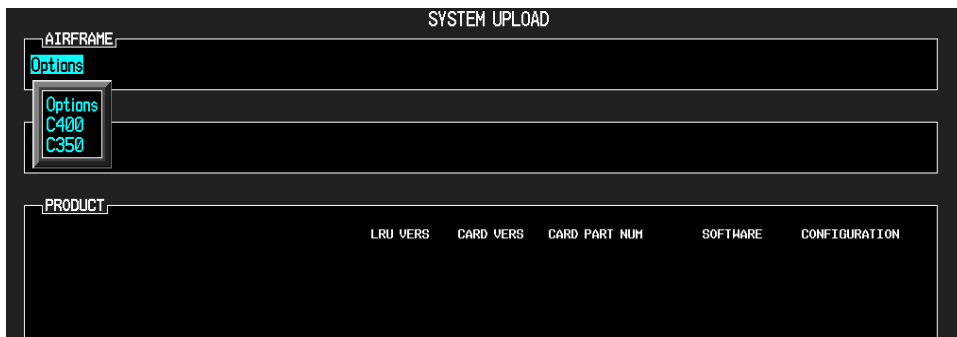 SYSTEM UPLOAD
AIRFRAME
Options
Options
C400
C350
PRODUCT
LRU VERS CARD VERS CARD PART NUM SOFTWARE CONFIGURATION